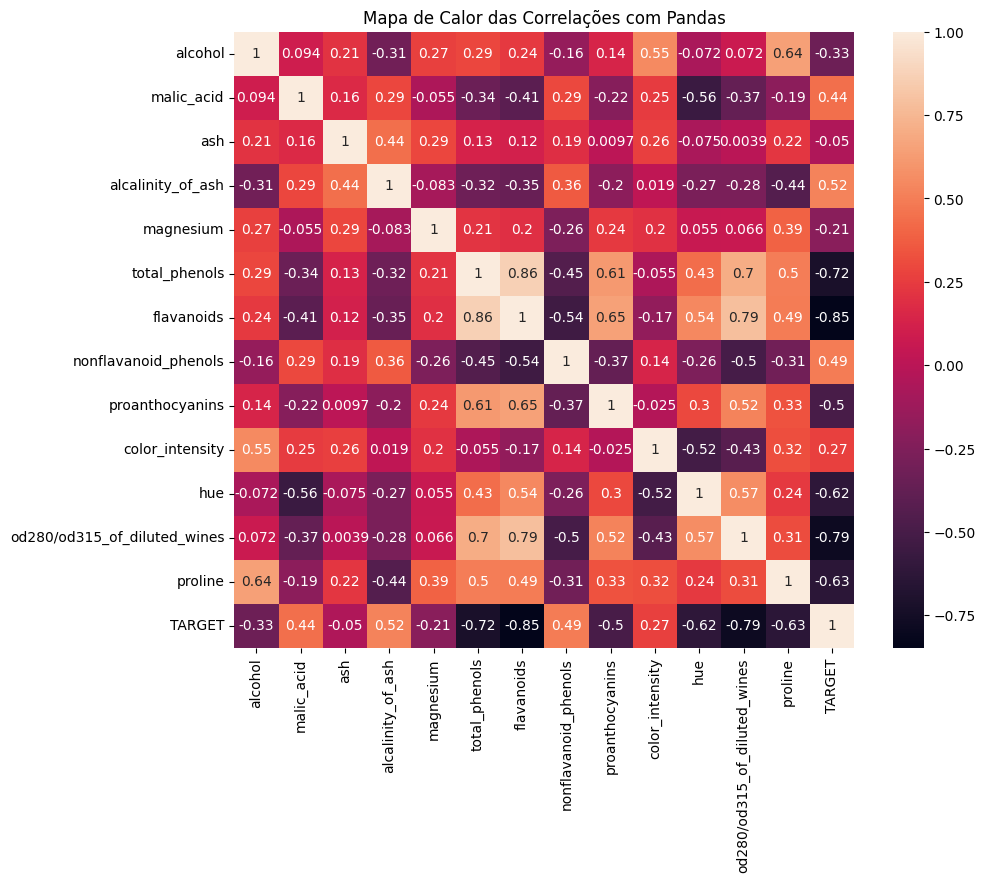 Mapa de Calor das Correlações com Pandas
alcohol 1 0.094 0.21 -0.31 0.27 0.29 0.24 -0.16 0.14 0.55 -0.072 0.072 0.64 -0.33
malic_acid 0.094 1 0.16 0.29 -0.055 -0.34 -0.41 0.29 -0.22 0.25 -0.56 -0.37 -0.19 0.44
ash 0.21 0.16 1 0.44 0.29 0.13 0.12 0.19 0.0097 0.26 -0.075 0.0039 0.22 -0.05
alcalinity_of_ash -0.31 0.29 0.44 1 -0.083 -0.32 -0.35 0.36 -0.2 0.019 -0.27 -0.28 -0.44 0.52
magnesium 0.27 -0.055 0.29 -0.083 1 0.21 0.2 -0.26 0.24 0.2 0.055 0.066 0.39 -0.21
total_phenols 0.29 -0.34 0.13 -0.32 0.21 1 0.86 -0.45 0.61 -0.055 0.43 0.7 0.5 -0.72
flavanoids 0.24 -0.41 0.12 -0.35 0.2 0.86 1 -0.54 0.65 -0.17 0.54 0.79 0.49 -0.85
nonflavanoid_phenols -0.16 0.29 0.19 0.36 -0.26 -0.45 -0.54 1 -0.37 0.14 -0.26 -0.5 -0.31 0.49
proanthocyanins 0.14 -0.22 0.0097 -0.2 0.24 0.61 0.65 -0.37 1 -0.025 0.3 0.52 0.33 -0.5
color_intensity 0.55 0.25 0.26 0.019 0.2 -0.055 -0.17 0.14 -0.025 1 -0.52 -0.43 0.32 0.27
hue -0.072 -0.56 -0.075 -0.27 0.055 0.43 0.54 -0.26 0.3 -0.52 1 0.57 0.24 -0.62
od280/od315_of_diluted_wines 0.072 -0.37 0.0039 -0.28 0.066 0.7 0.79 -0.5 0.52 -0.43 0.57 1 0.31 -0.79
proline 0.64 -0.19 0.22 -0.44 0.39 0.5 0.49 -0.31 0.33 0.32 0.24 0.31 1 -0.63
TARGET -0.33 0.44 -0.05 0.52 -0.21 -0.72 -0.85 0.49 -0.5 0.27 -0.62 -0.79 -0.63 1
alcohol
malic_acid
ash
alcalinity_of_ash
magnesium
total_phenols
flavanoids
nonflavanoid_phenols
proanthocyanins
color_intensity
hue
od280/od315_of_diluted_wines
proline
TARGET
1.00
0.75
0.50
0.25
0.00
−0.25
−0.50
−0.75